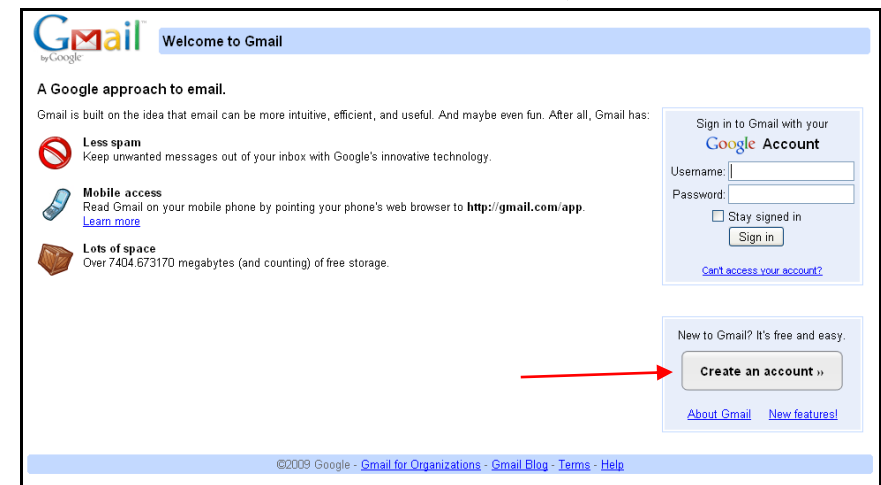 Gmail
by Google
Welcome to Gmail
A Google approach to email.
Gmail is built on the idea that email can be more intuitive, efficient, and useful. And maybe even fun. After all, Gmail has:
Less spam
Keep unwanted messages out of your inbox with Google's innovative technology.
Mobile access
Read Gmail on your mobile phone by pointing your phone's web browser to http://gmail.com/app.
Learn more
Lots of space
Over 7404.673170 megabytes (and counting) of free storage.
Sign in to Gmail with your
Google Account
Username:
Password:
Stay signed in
Sign in
Can't access your account?
New to Gmail? It's free and easy.
Create an account »
About Gmail New features!
©2009 Google - Gmail for Organizations - Gmail Blog - Terms - Help